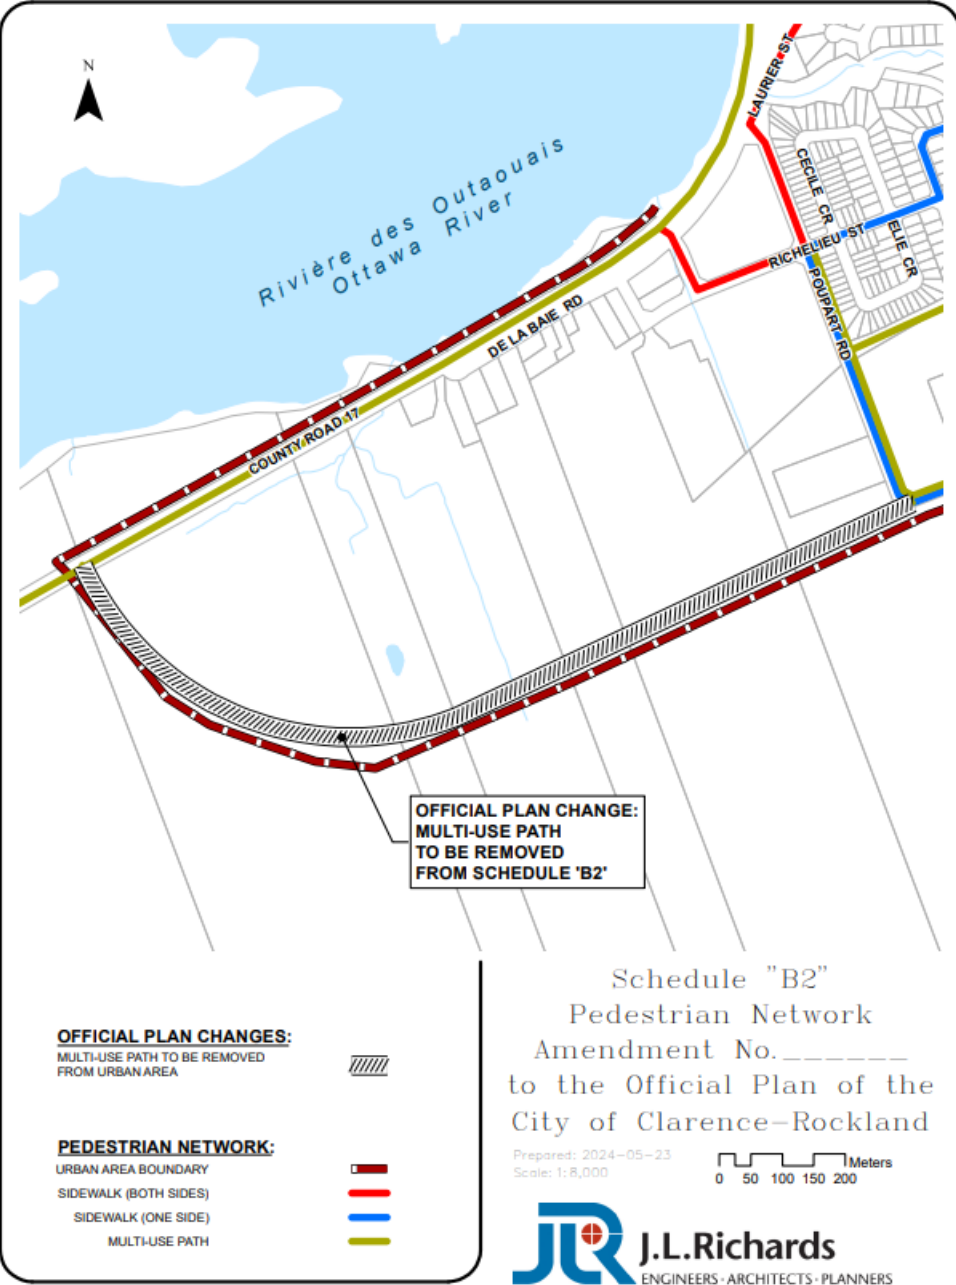 N
Rivière des Outaouais
Ottawa River
LAURIER ST
CECILE CR
ELIE CR
RICHELIEU ST
POUPART RD
DE LA BAIE RD
COUNTY ROAD 17
OFFICIAL PLAN CHANGE:
MULTI-USE PATH
TO BE REMOVED
FROM SCHEDULE 'B2'
OFFICIAL PLAN CHANGES:
MULTI-USE PATH TO BE REMOVED
FROM URBAN AREA
PEDESTRIAN NETWORK:
URBAN AREA BOUNDARY
SIDEWALK (BOTH SIDES)
SIDEWALK (ONE SIDE)
MULTI-USE PATH
Schedule "B2"
Pedestrian Network
Amendment No.______
to the Official Plan of the
City of Clarence-Rockland
Prepared: 2024-05-23
Scale: 1:8,000
Meters
0 50 100 150 200
JLR
J.L.Richards
ENGINEERS · ARCHITECTS · PLANNERS